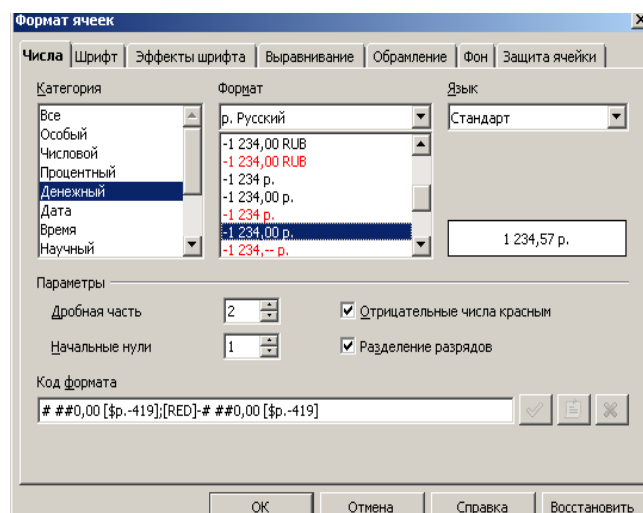 Формат ячеек
Числа Шрифт Эффекты шрифта Выравнивание Обрамление Фон Защита ячейки
Категория Формат Язык
Все
Особый
Числовой
Процентный
Денежный
Дата
Время
Научный
р. Русский
-1 234,00 RUB
-1 234,00 RUB
-1 234 р.
-1 234,00 р.
-1 234 р.
-1 234,00 р.
-1 234,-- р.
Стандарт
1 234,57 р.
Параметры
Дробная часть 2 Отрицательные числа красным
Начальные нули 1 Разделение разрядов
Код формата
# ##0,00 [$р.-419];[RED]-# ##0,00 [$р.-419]
ОК Отмена Справка Восстановить